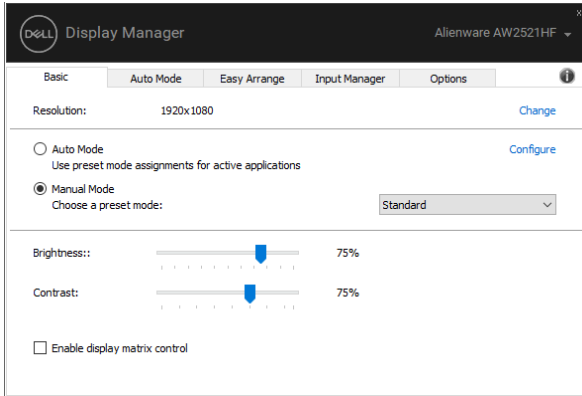 DELL Display Manager Alienware AW2521HF
Basic Auto Mode Easy Arrange Input Manager Options
Resolution: 1920x1080 Change
Auto Mode Configure
Use preset mode assignments for active applications
Manual Mode
Choose a preset mode: Standard
Brightness:: 75%
Contrast: 75%
Enable display matrix control